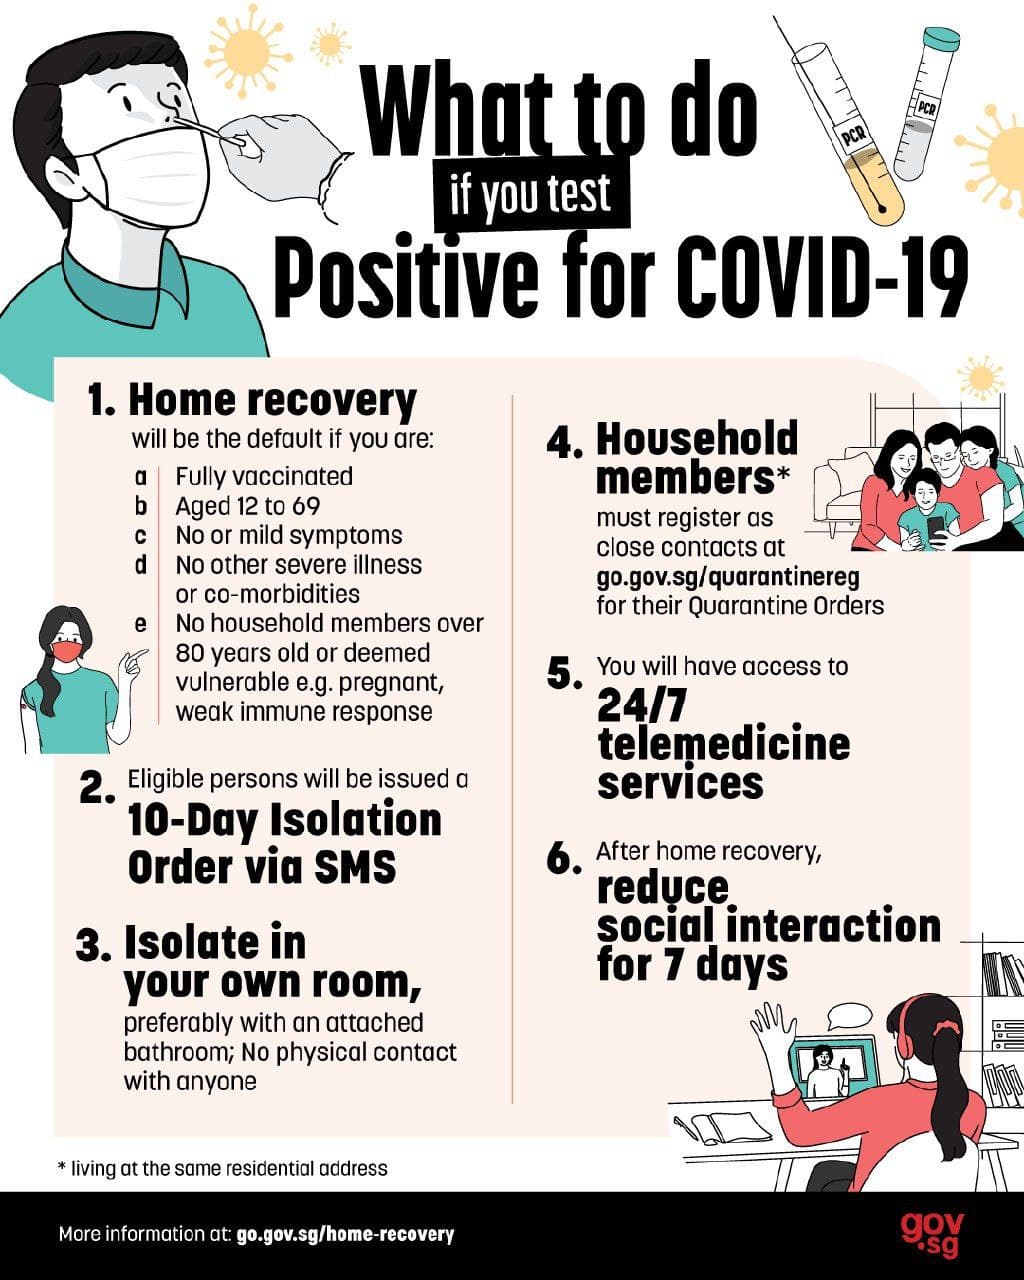 What to do
if you test
Positive for COVID-19
PCR
PCR
1. Home recovery
will be the default if you are:
a Fully vaccinated
b Aged 12 to 69
c No or mild symptoms
d No other severe illness
or co-morbidities
e No household members over
80 years old or deemed
vulnerable e.g. pregnant,
weak immune response
2. Eligible persons will be issued a
10-Day Isolation
Order via SMS
3. Isolate in
your own room,
preferably with an attached
bathroom; No physical contact
with anyone
4. Household
members*
must register as
close contacts at
go.gov.sg/quarantinereg
for their Quarantine Orders
5. You will have access to
24/7
telemedicine
services
6. After home recovery,
reduce
social interaction
for 7 days
* living at the same residential address
More information at: go.gov.sg/home-recovery
gov
.sg